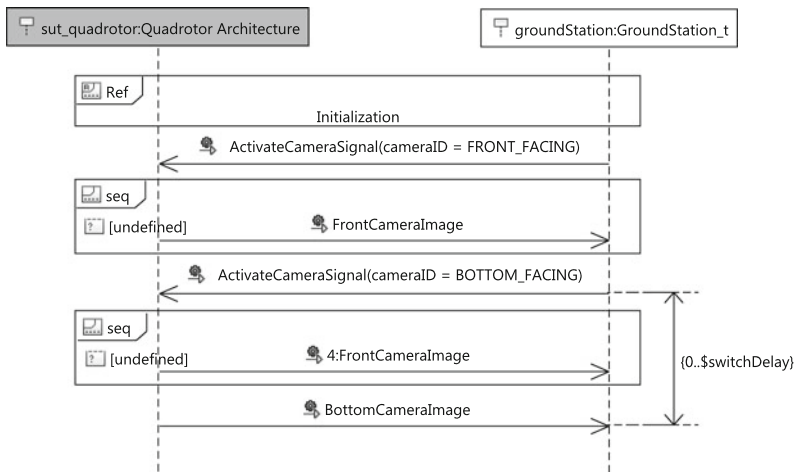 sut_quadrotor:Quadrotor Architecture
groundStation:GroundStation_t
Ref
Initialization
ActivateCameraSignal(cameraID = FRONT_FACING)
seq
? [undefined]
FrontCameraImage
ActivateCameraSignal(cameraID = BOTTOM_FACING)
seq
? [undefined]
4:FrontCameraImage
{0..$switchDelay}
BottomCameraImage